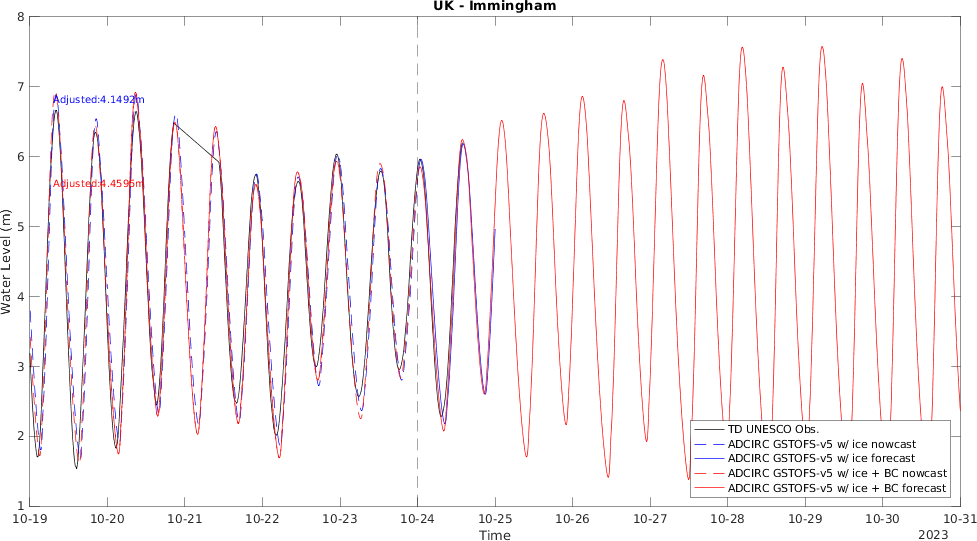 UK - Immingham
8
7
6
5
4
3
2
1
Water Level (m)
Adjusted:4.1492m
Adjusted:4.4595m
TD UNESCO Obs.
ADCIRC GSTOFS-v5 w/ ice nowcast
ADCIRC GSTOFS-v5 w/ ice forecast
ADCIRC GSTOFS-v5 w/ ice + BC nowcast
ADCIRC GSTOFS-v5 w/ ice + BC forecast
10-19 10-20 10-21 10-22 10-23 10-24 10-25 10-26 10-27 10-28 10-29 10-30 10-31
Time
2023